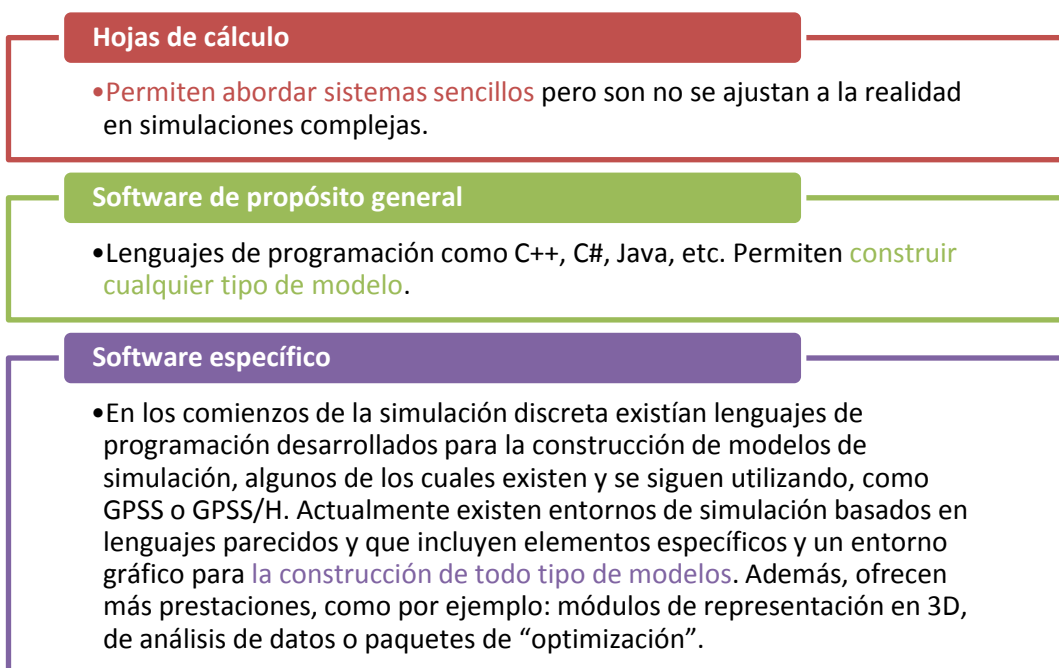 Hojas de cálculo
•Permiten abordar sistemas sencillos pero son no se ajustan a la realidad
en simulaciones complejas.
Software de propósito general
•Lenguajes de programación como C++, C#, Java, etc. Permiten construir
cualquier tipo de modelo.
Software específico
•En los comienzos de la simulación discreta existían lenguajes de
programación desarrollados para la construcción de modelos de
simulación, algunos de los cuales existen y se siguen utilizando, como
GPSS o GPSS/H. Actualmente existen entornos de simulación basados en
lenguajes parecidos y que incluyen elementos específicos y un entorno
gráfico para la construcción de todo tipo de modelos. Además, ofrecen
más prestaciones, como por ejemplo: módulos de representación en 3D,
de análisis de datos o paquetes de “optimización”.